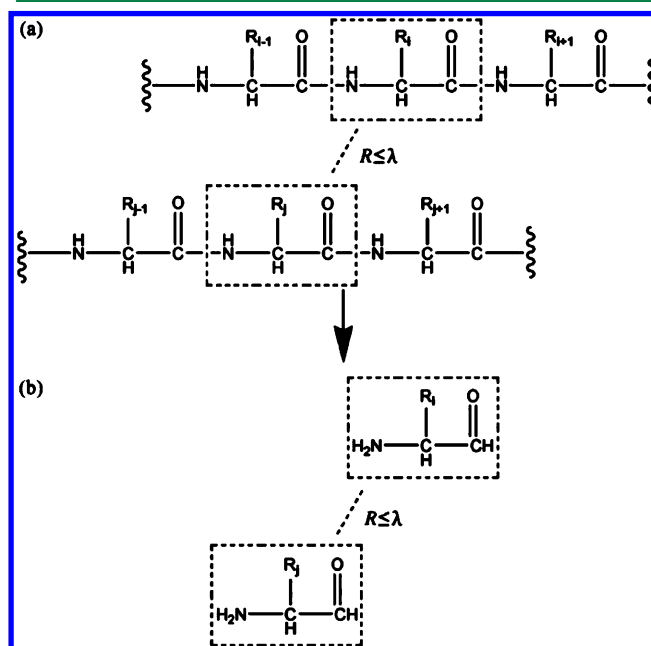 (a)
R_{i-1} O R_i O R_{i+1} O
H N C H C H N C H C H N C H C
R≤λ
R_{j-1} O R_j O R_{j+1} O
H N C H C H N C H C H N C H C
(b)
R_i O
H₂N C H CH
R≤λ
R_j O
H₂N C H CH